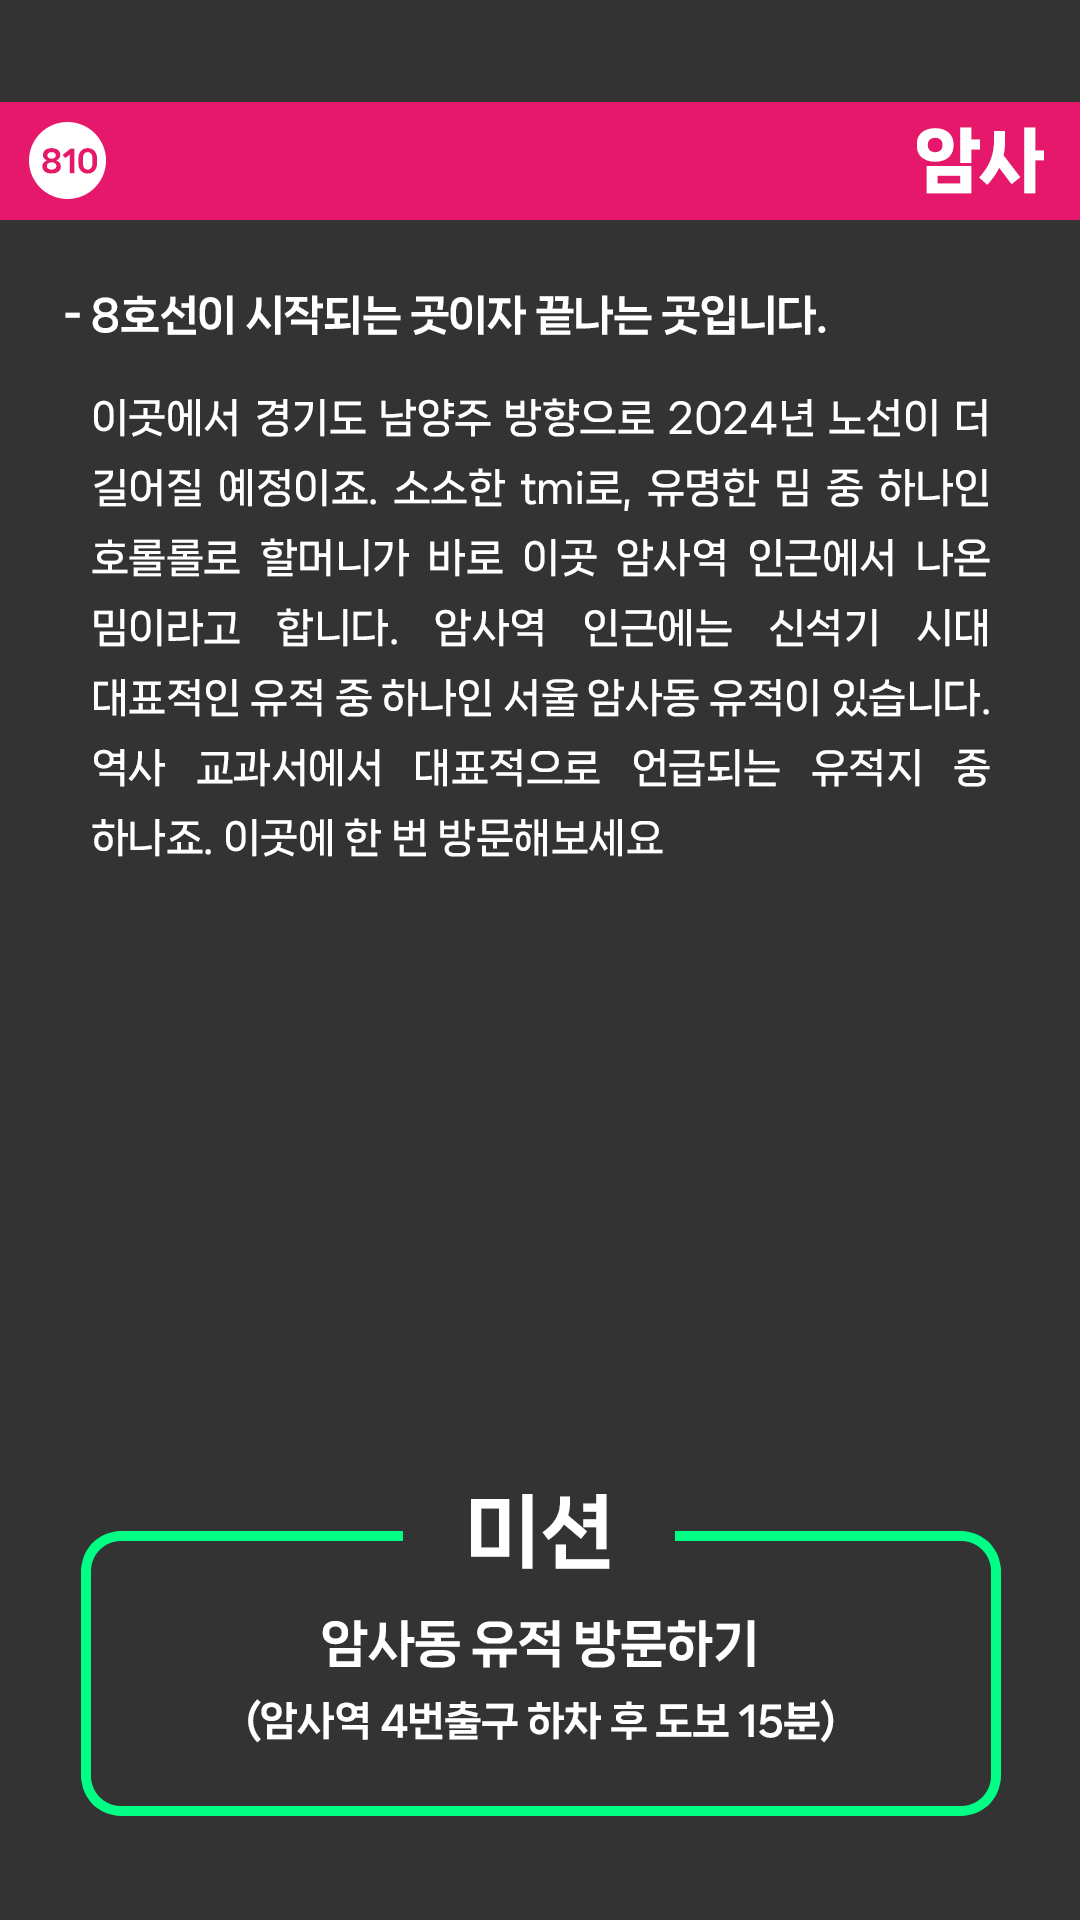 810
암사
- 8호선이 시작되는 곳이자 끝나는 곳입니다.
이곳에서 경기도 남양주 방향으로 2024년 노선이 더
길어질 예정이죠. 소소한 tmi로, 유명한 밈 중 하나인
호롤롤로 할머니가 바로 이곳 암사역 인근에서 나온
밈이라고 합니다. 암사역 인근에는 신석기 시대
대표적인 유적 중 하나인 서울 암사동 유적이 있습니다.
역사 교과서에서 대표적으로 언급되는 유적지 중
하나죠. 이곳에 한 번 방문해보세요
미션
암사동 유적 방문하기
(암사역 4번출구 하차 후 도보 15분)